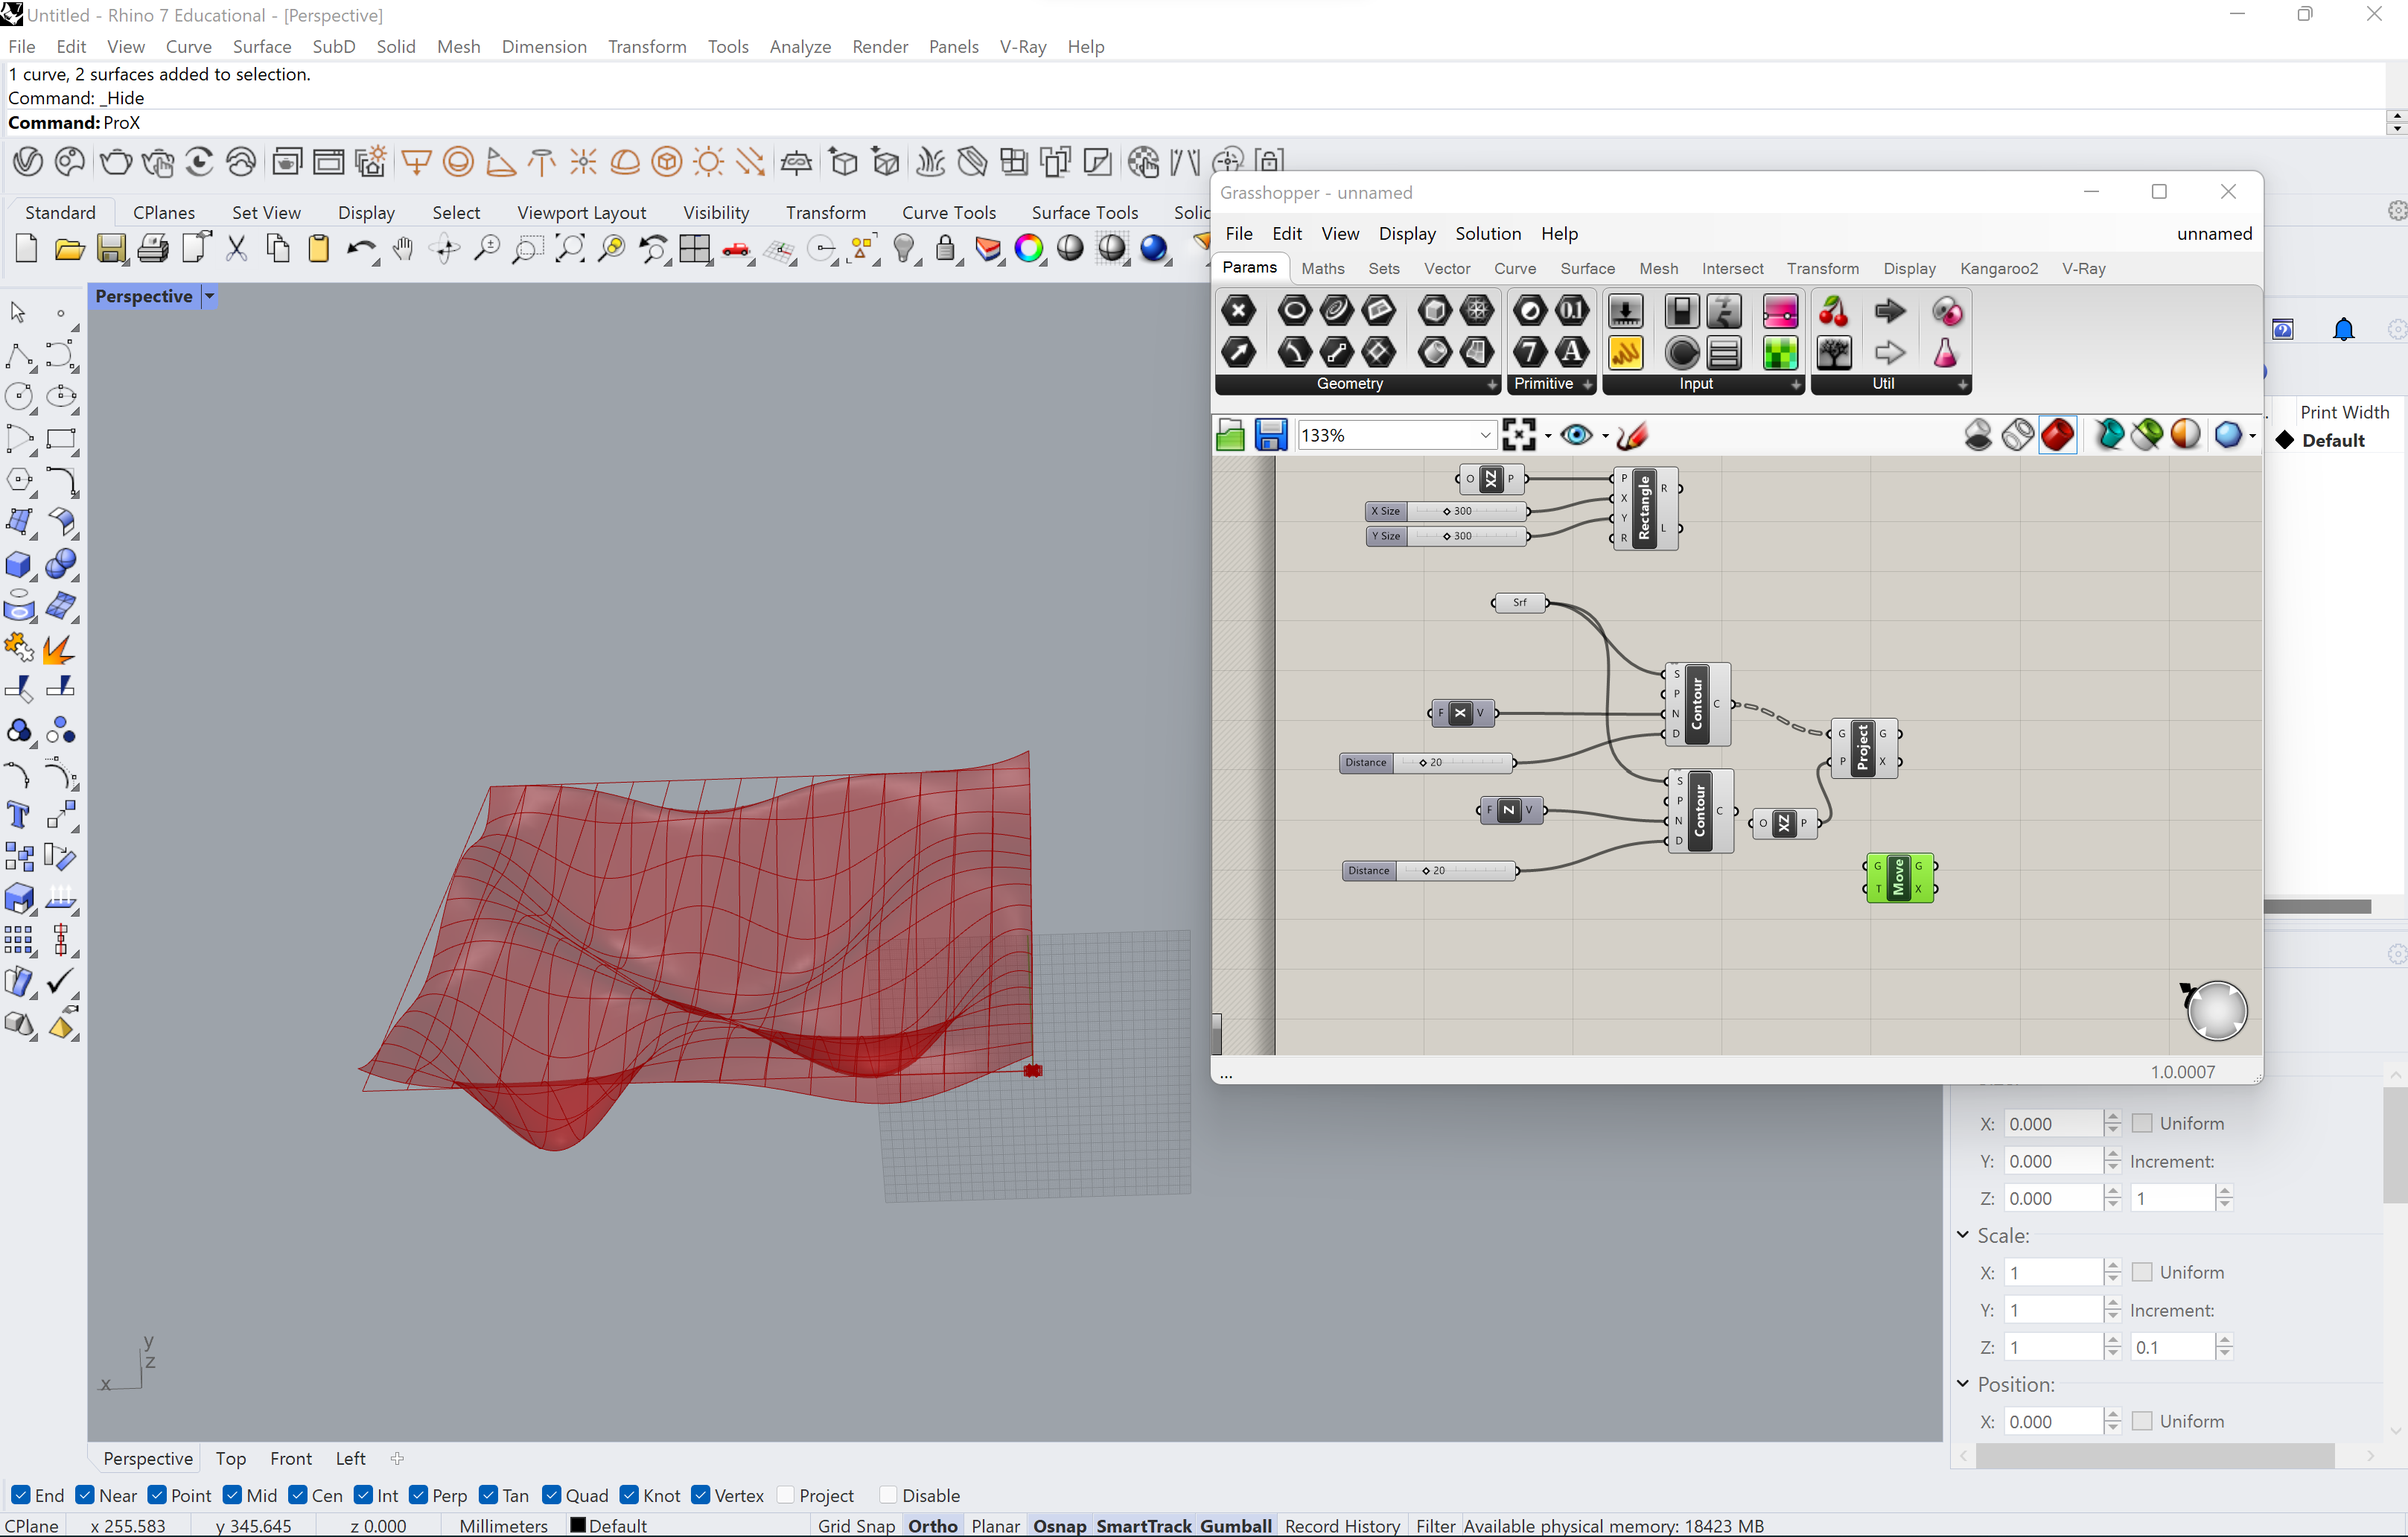 Untitled - Rhino 7 Educational - [Perspective]
File Edit View Curve Surface SubD Solid Mesh Dimension Transform Tools Analyze Render Panels V-Ray Help
1 curve, 2 surfaces added to selection.
Command: _Hide
Command: ProX
Standard CPlanes Set View Display Select Viewport Layout Visibility Transform Curve Tools Surface Tools
Perspective
Grasshopper - unnamed
File Edit View Display Solution Help unnamed
Params Maths Sets Vector Curve Surface Mesh Intersect Transform Display Kangaroo2 V-Ray
Geometry Primitive Input Util
133%
Print Width
Default
O XZ P
X Size 300
Y Size 300
P X Y R Rectangle R L
Srf
S P N D Contour C
F X V
Distance 20
G P Project G X
S P N D Contour C
F Z V
O XZ P
Distance 20
G T Move G X
...
1.0.0007
X: 0.000 Uniform
Y: 0.000 Increment:
Z: 0.000 1
Scale:
X: 1 Uniform
Y: 1 Increment:
Z: 1 0.1
Position:
X: 0.000 Uniform
y
z
x
Perspective Top Front Left
End Near Point Mid Cen Int Perp Tan Quad Knot Vertex Project Disable
CPlane x 255.583 y 345.645 z 0.000 Millimeters Default Grid Snap Ortho Planar Osnap SmartTrack Gumball Record History Filter Available physical memory: 18423 MB